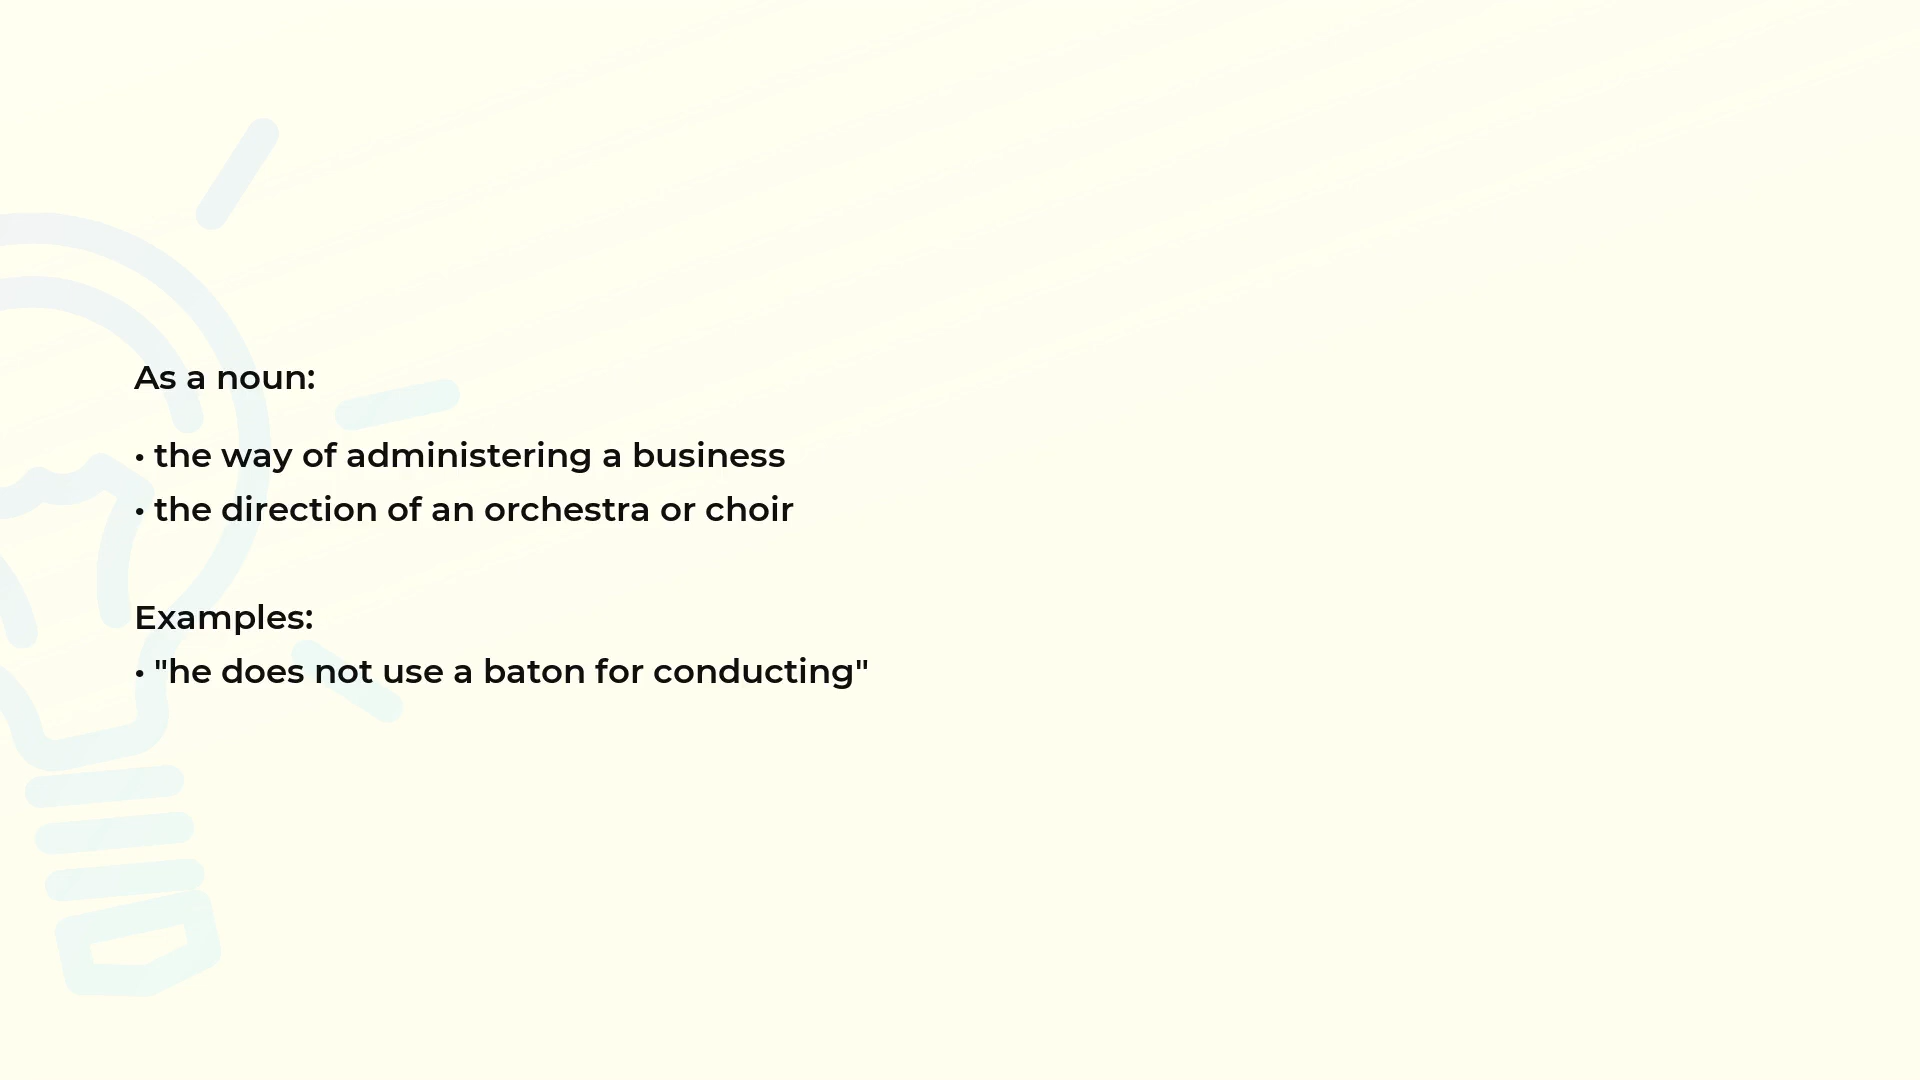 As a noun:
• the way of administering a business
• the direction of an orchestra or choir
Examples:
• "he does not use a baton for conducting"